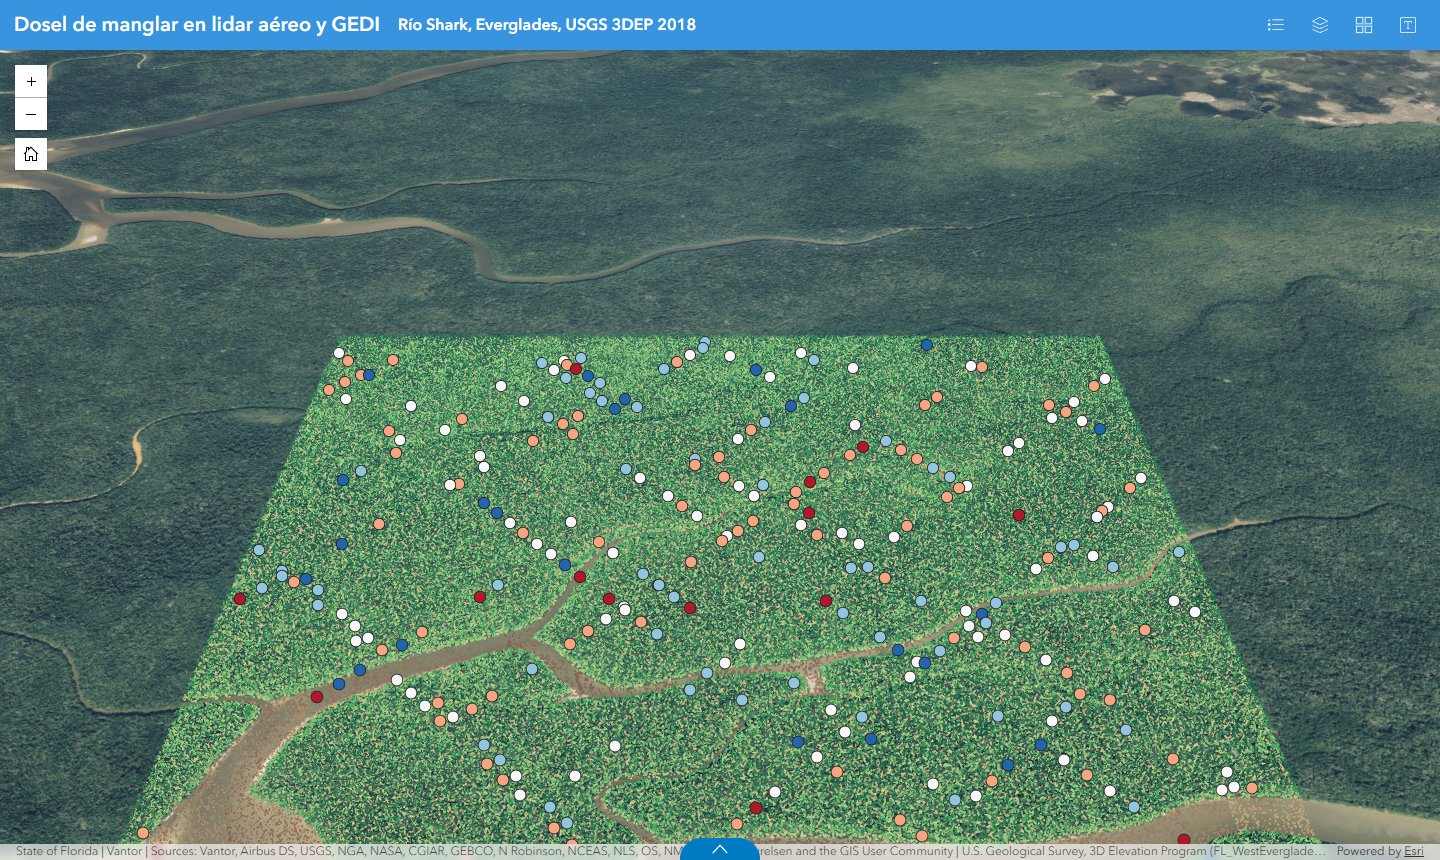 Dosel de manglar en lidar aéreo y GEDI Río Shark, Everglades, USGS 3DEP 2018
T
+
−
State of Florida | Vantor | Sources: Vantor, Airbus DS, USGS, NGA, NASA, CGIAR, GEBCO, N Robinson, NCEAS, NLS, OS, and the GIS User Community | U.S. Geological Survey, 3D Elevation Program (FL_WestEverglade... Powered by Esri